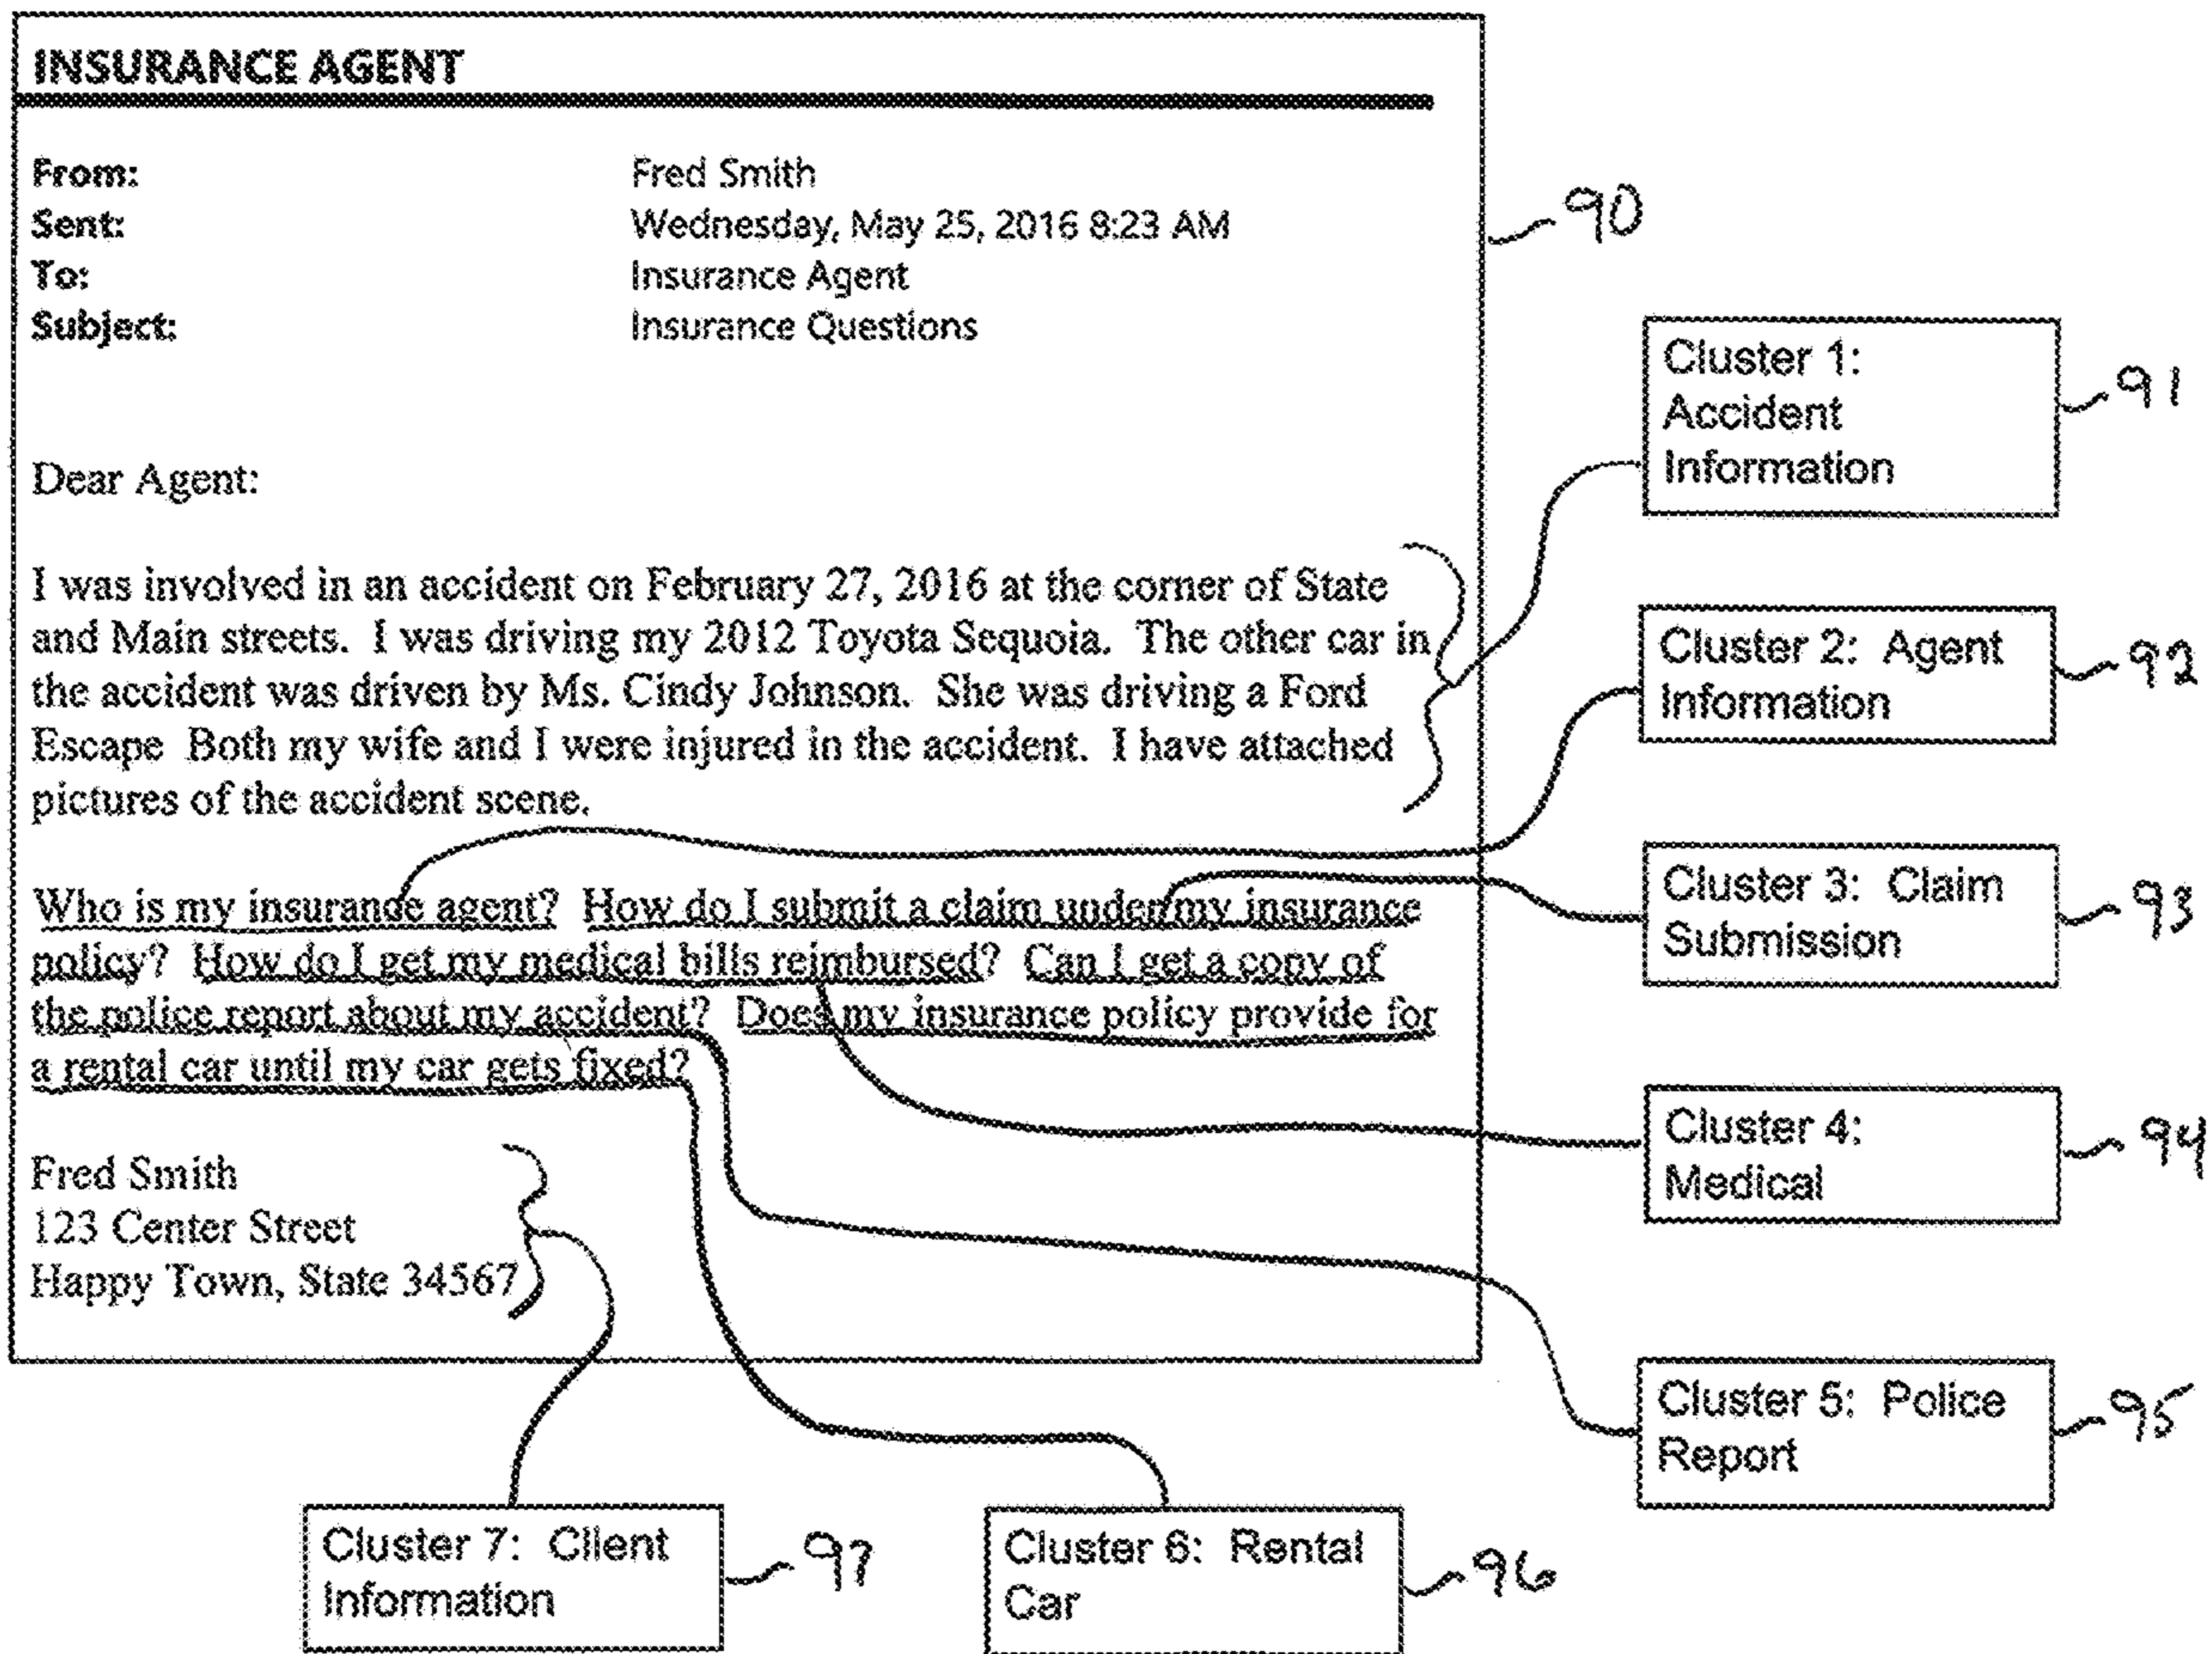 INSURANCE AGENT
From: Fred Smith
Sent: Wednesday, May 25, 2016 8:23 AM
To: Insurance Agent
Subject: Insurance Questions
90
Dear Agent:
I was involved in an accident on February 27, 2016 at the corner of State
and Main streets. I was driving my 2012 Toyota Sequoia. The other car in
the accident was driven by Ms. Cindy Johnson. She was driving a Ford
Escape Both my wife and I were injured in the accident. I have attached
pictures of the accident scene.
Who is my insurance agent? How do I submit a claim under my insurance
policy? How do I get my medical bills reimbursed? Can I get a copy of
the police report about my accident? Does my insurance policy provide for
a rental car until my car gets fixed?
Fred Smith
123 Center Street
Happy Town, State 34567
Cluster 1:
Accident
Information
91
Cluster 2: Agent
Information
92
Cluster 3: Claim
Submission
93
Cluster 4:
Medical
94
Cluster 5: Police
Report
95
Cluster 6: Rental
Car
96
Cluster 7: Client
Information
97